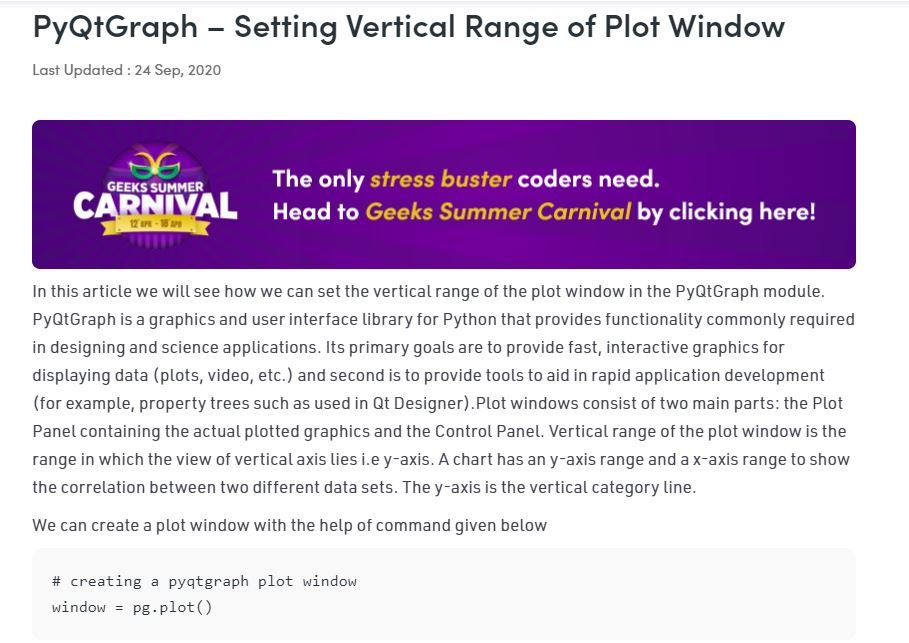 PyQtGraph – Setting Vertical Range of Plot Window
Last Updated : 24 Sep, 2020
GEEKS SUMMER
CARNIVAL
12 APR - 18 APR
The only stress buster coders need.
Head to Geeks Summer Carnival by clicking here!
In this article we will see how we can set the vertical range of the plot window in the PyQtGraph module.
PyQtGraph is a graphics and user interface library for Python that provides functionality commonly required
in designing and science applications. Its primary goals are to provide fast, interactive graphics for
displaying data (plots, video, etc.) and second is to provide tools to aid in rapid application development
(for example, property trees such as used in Qt Designer).Plot windows consist of two main parts: the Plot
Panel containing the actual plotted graphics and the Control Panel. Vertical range of the plot window is the
range in which the view of vertical axis lies i.e y-axis. A chart has an y-axis range and a x-axis range to show
the correlation between two different data sets. The y-axis is the vertical category line.
We can create a plot window with the help of command given below
# creating a pyqtgraph plot window
window = pg.plot()